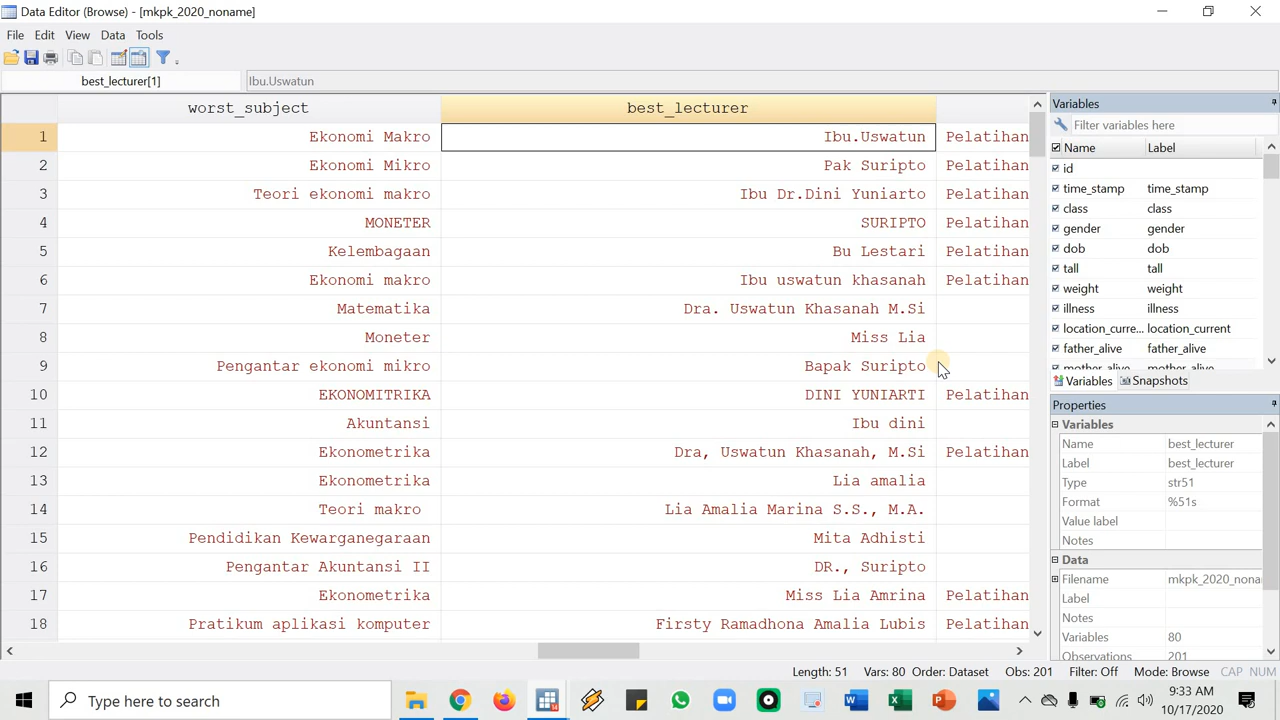 Data Editor (Browse) - [mkpk_2020_noname]
File Edit View Data Tools
best_lecturer[1] Ibu.Uswatun
worst_subject best_lecturer
1 Ekonomi Makro Ibu.Uswatun Pelatihan
2 Ekonomi Mikro Pak Suripto Pelatihan
3 Teori ekonomi makro Ibu Dr.Dini Yuniarto Pelatihan
4 MONETER SURIPTO Pelatihan
5 Kelembagaan Bu Lestari Pelatihan
6 Ekonomi makro Ibu uswatun khasanah Pelatihan
7 Matematika Dra. Uswatun Khasanah M.Si
8 Moneter Miss Lia
9 Pengantar ekonomi mikro Bapak Suripto
10 EKONOMITRIKA DINI YUNIARTI Pelatihan
11 Akuntansi Ibu dini
12 Ekonometrika Dra, Uswatun Khasanah, M.Si Pelatihan
13 Ekonometrika Lia amalia
14 Teori makro Lia Amalia Marina S.S., M.A.
15 Pendidikan Kewarganegaraan Mita Adhisti
16 Pengantar Akuntansi II DR., Suripto
17 Ekonometrika Miss Lia Amrina Pelatihan
18 Pratikum aplikasi komputer Firsty Ramadhona Amalia Lubis Pelatihan
Variables
Filter variables here
Name Label
id
time_stamp time_stamp
class class
gender gender
dob dob
tall tall
weight weight
illness illness
location_curre... location_current
father_alive father_alive
mother_alive mother_alive
Variables Snapshots
Properties
Variables
Name best_lecturer
Label best_lecturer
Type str51
Format %51s
Value label
Notes
Data
Filename mkpk_2020_nona
Label
Notes
Variables 80
Observations 201
Length: 51 Vars: 80 Order: Dataset Obs: 201 Filter: Off Mode: Browse CAP NUM
Type here to search
9:33 AM
10/17/2020